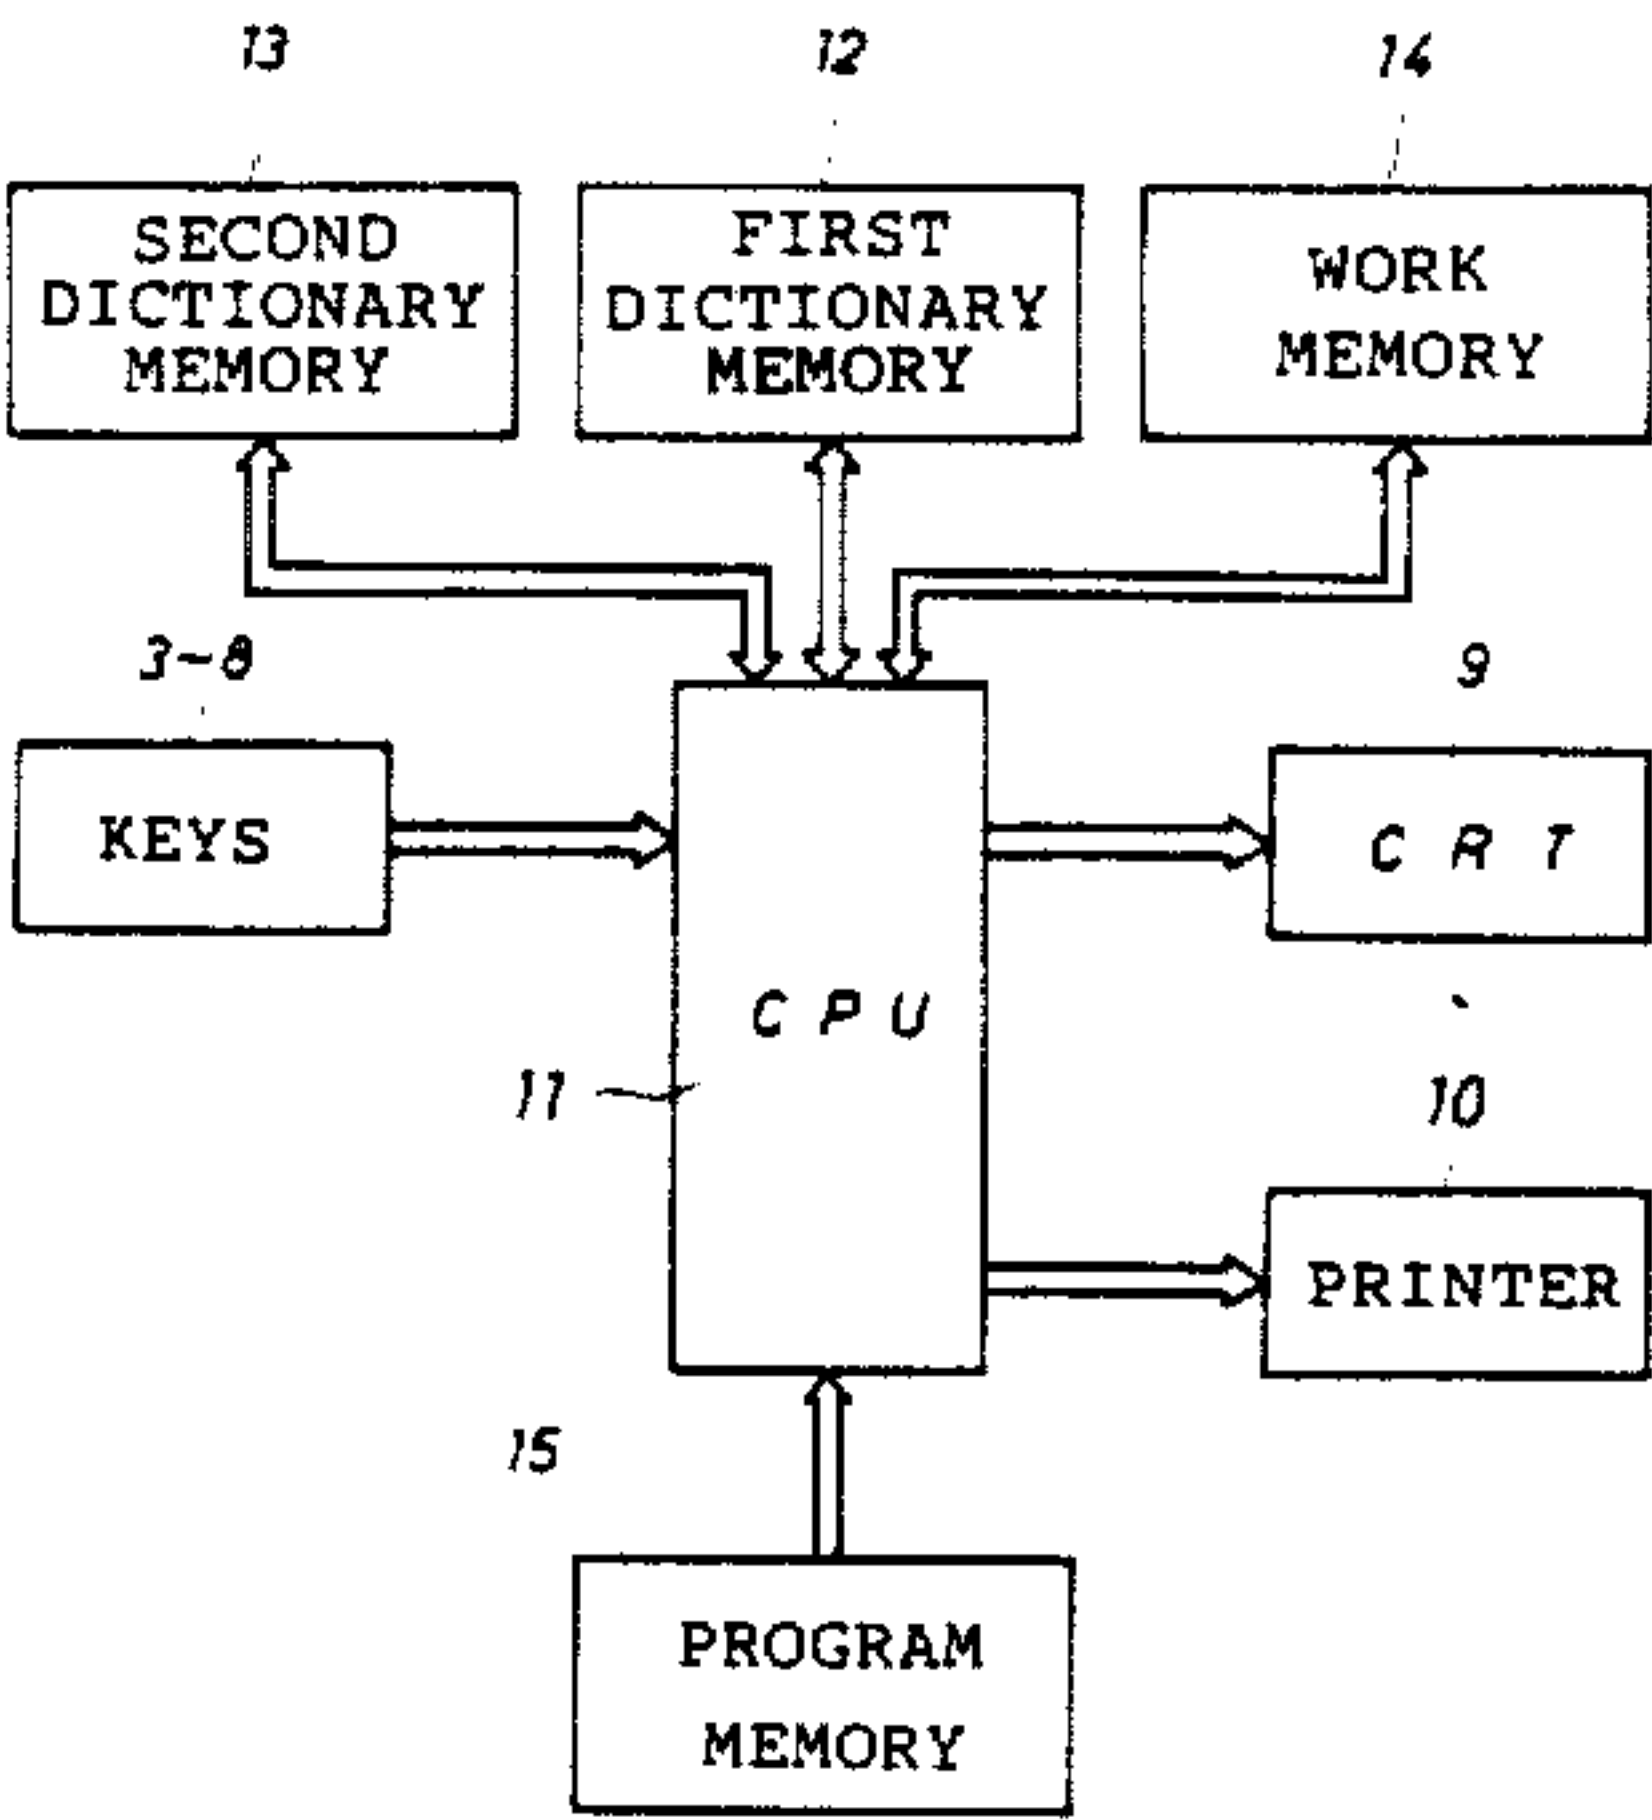 13
12
14
SECOND
DICTIONARY
MEMORY
FIRST
DICTIONARY
MEMORY
WORK
MEMORY
3-8
9
KEYS
C R T
C P U
11
10
PRINTER
15
PROGRAM
MEMORY